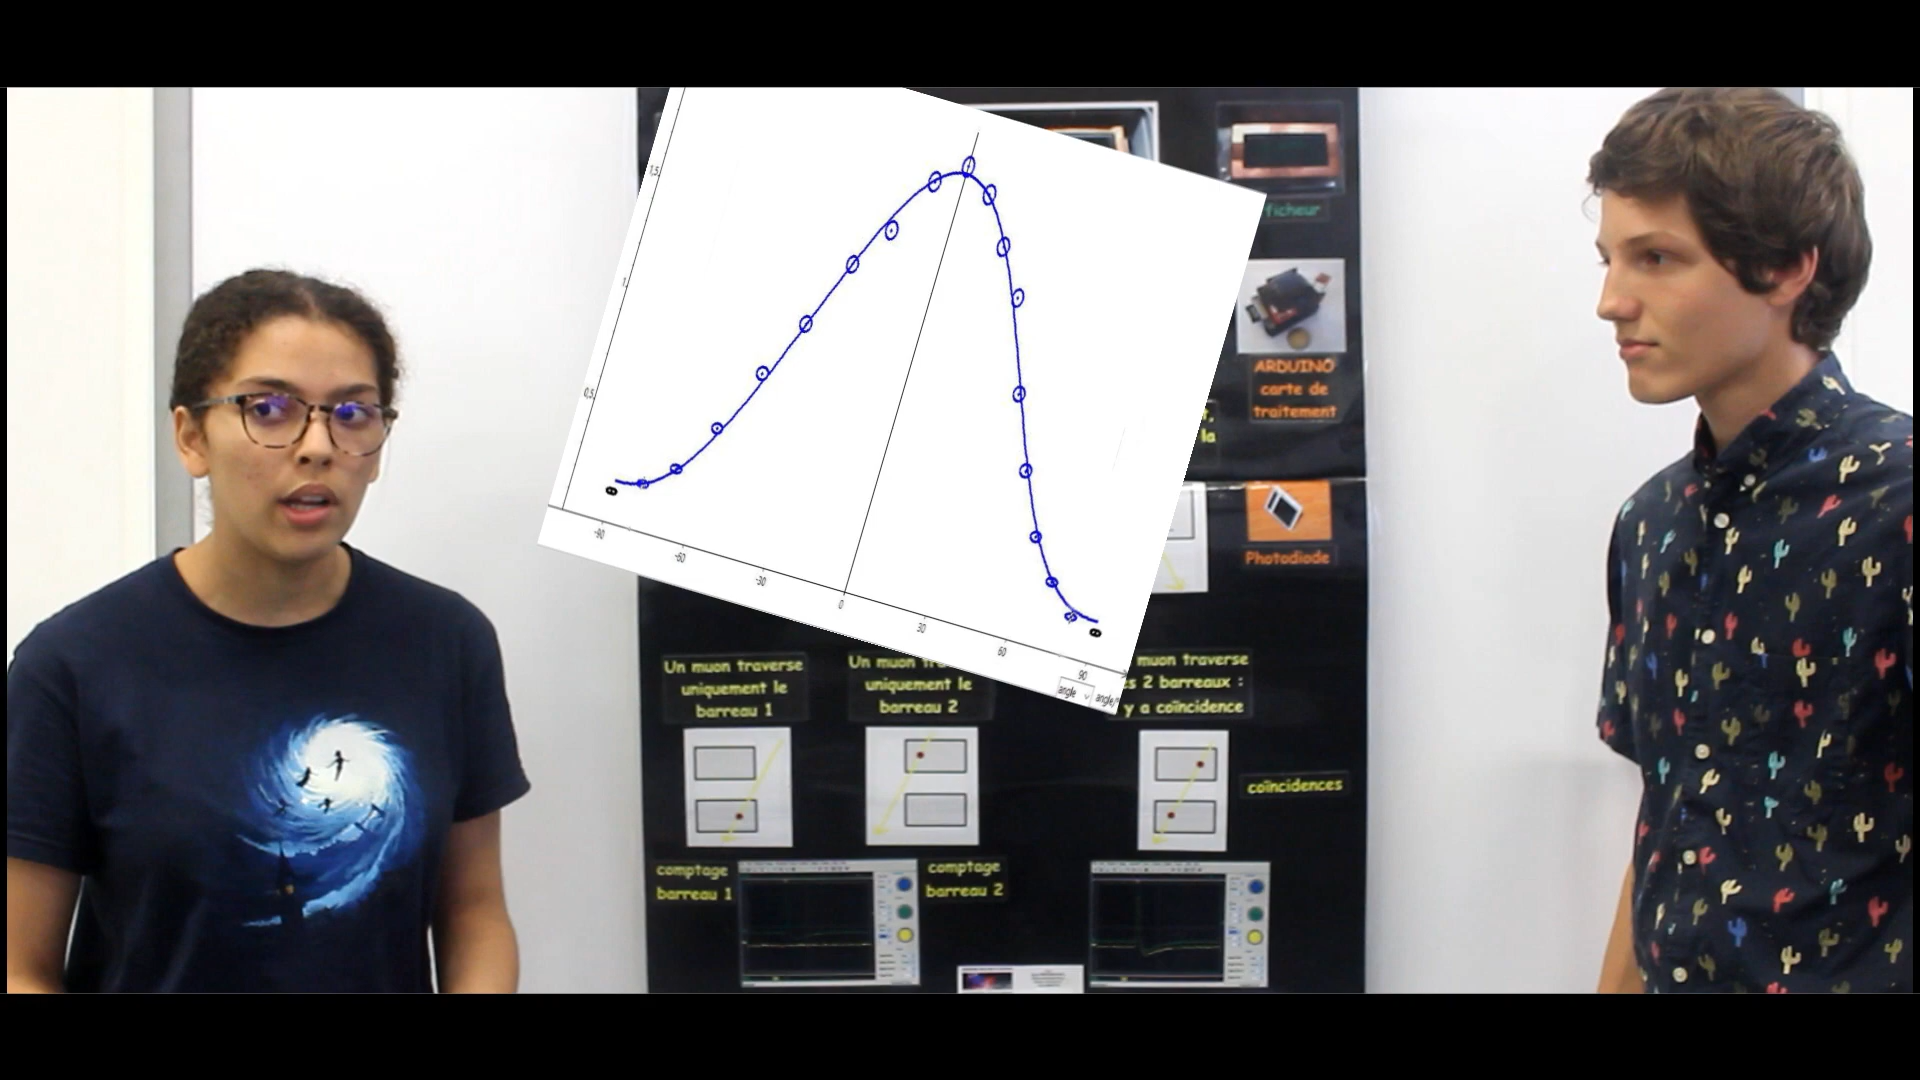 1,5
1,
0,5
θ
-90
-60
-30
0
30
60
90
θ
angle
angle/°
ficheur
ARDUINO
carte de
traitement
la
Photodiode
Un muon traverse
uniquement le
barreau 1
Un muon
uniquement le
barreau 2
muon traverse
s 2 barreaux :
y a coïncidence
coïncidences
comptage
barreau 1
comptage
barreau 2